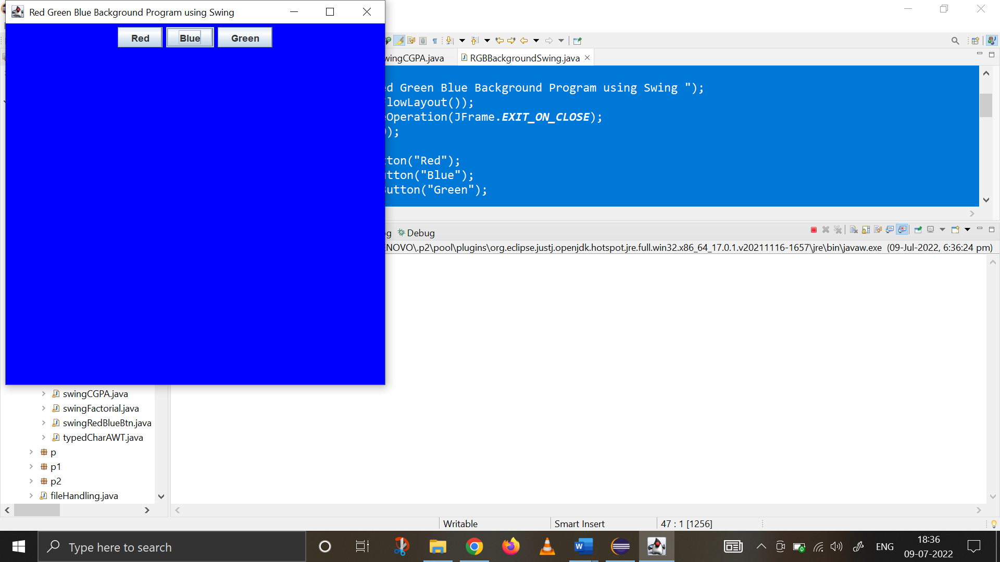 Red Green Blue Background Program using Swing
Red Blue Green
wingCGPA.java RGBBackgroundSwing.java
ed Green Blue Background Program using Swing ");
lowLayout());
eOperation(JFrame.EXIT_ON_CLOSE);
);
ton("Red");
utton("Blue");
Button("Green");
g Debug
NOVO\.p2\pool\plugins\org.eclipse.justj.openjdk.hotspot.jre.full.win32.x86_64_17.0.1.v20211116-1657\jre\bin\javaw.exe (09-Jul-2022, 6:36:24 pm)
swingCGPA.java
swingFactorial.java
swingRedBlueBtn.java
typedCharAWT.java
p
p1
p2
fileHandling.java
Writable Smart Insert 47 : 1 [1256]
Type here to search
ENG
18:36
09-07-2022